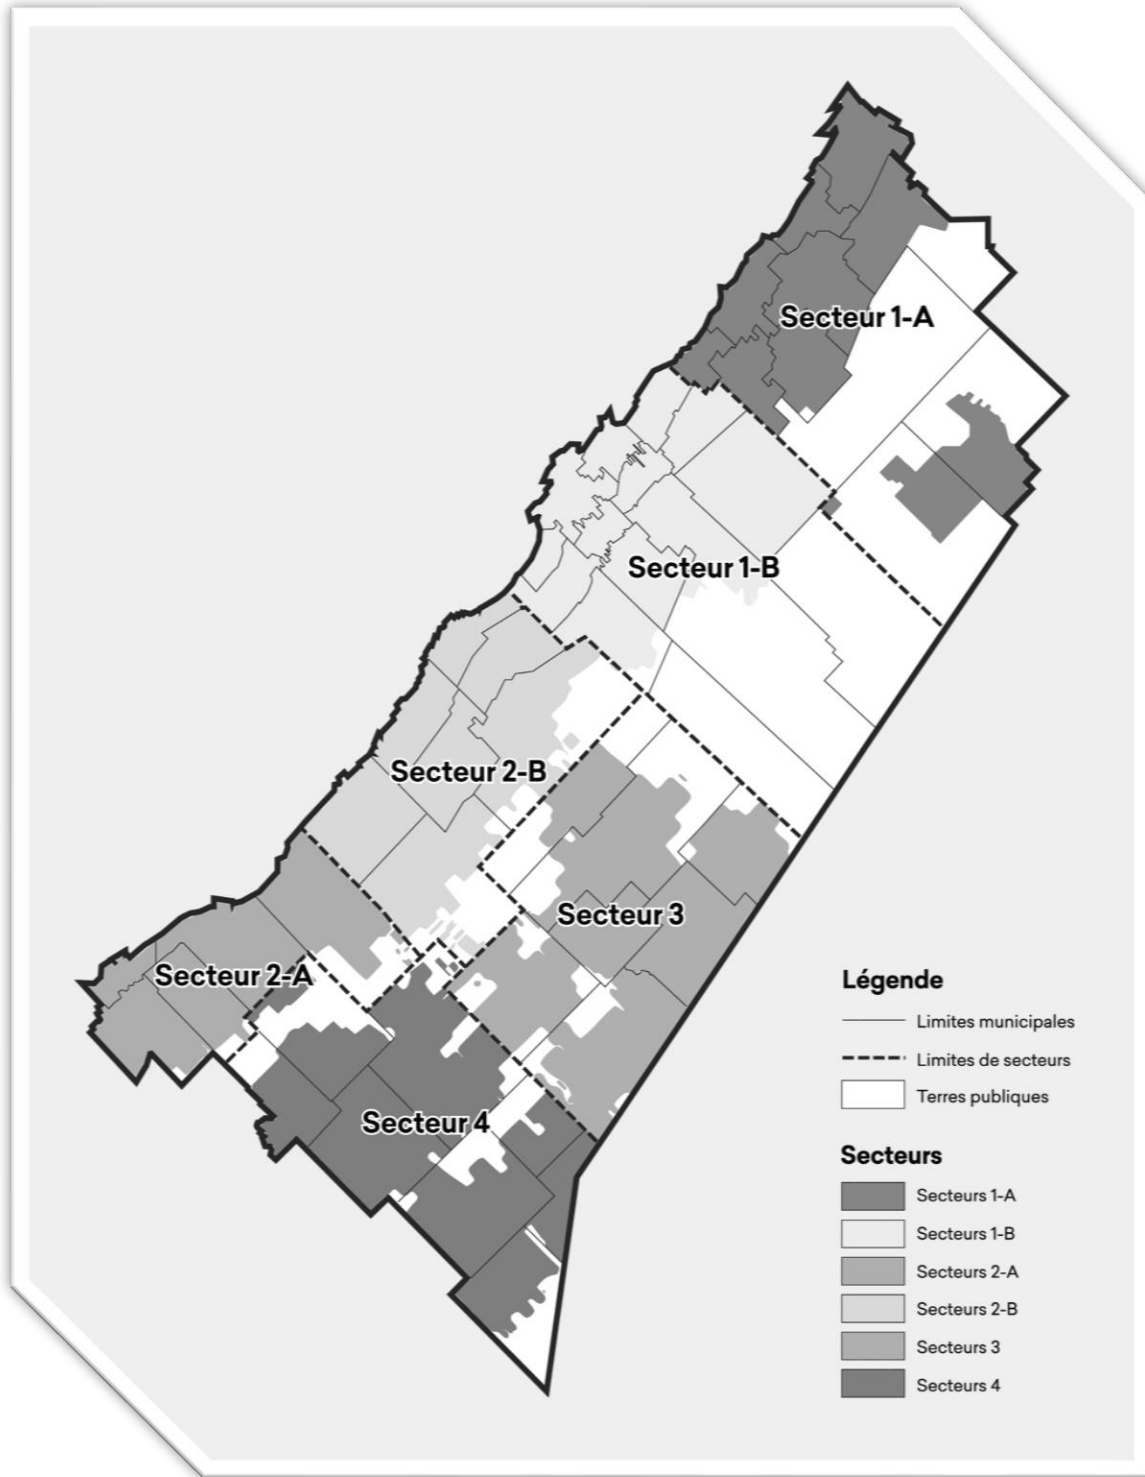 Secteur 1-A
Secteur 1-B
Secteur 2-B
Secteur 3
Secteur 2-A
Secteur 4
Légende
Limites municipales
Limites de secteurs
Terres publiques
Secteurs
Secteurs 1-A
Secteurs 1-B
Secteurs 2-A
Secteurs 2-B
Secteurs 3
Secteurs 4